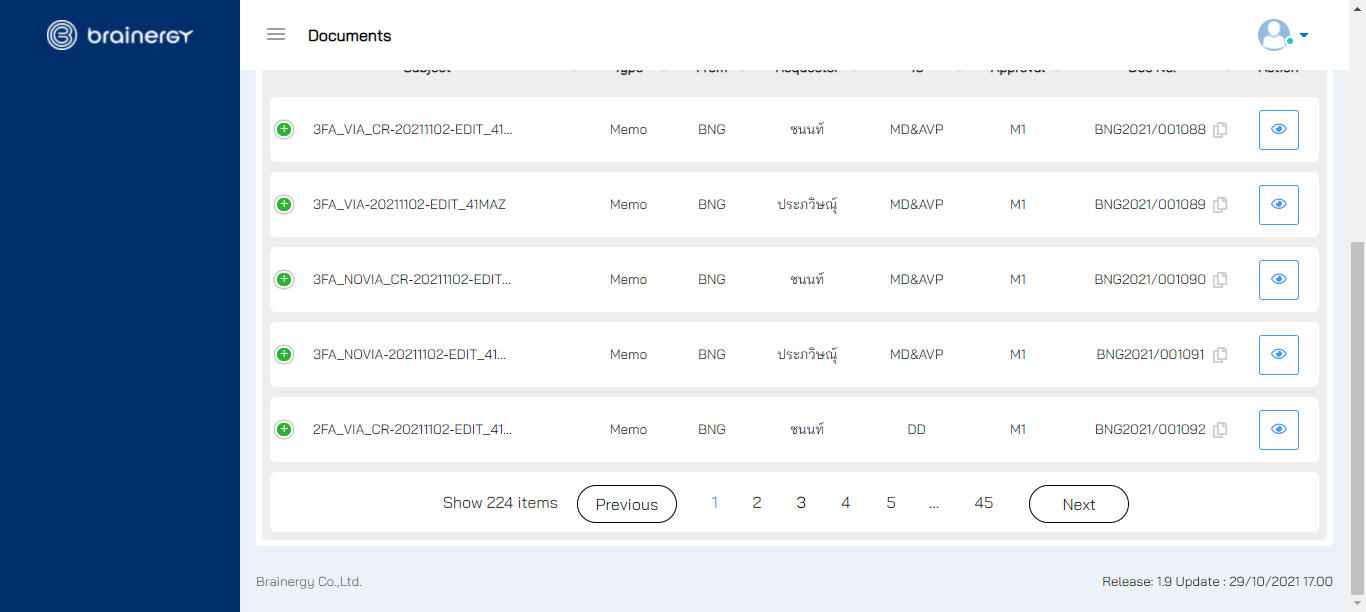 brainergy
Documents
Subject Type From Requestor To Approval Doc No. Action
3FA_VIA_CR-20211102-EDIT_41... Memo BNG ชนนท์ MD&AVP M1 BNG2021/001088
3FA_VIA-20211102-EDIT_41MAZ Memo BNG ประภวิษณุ์ MD&AVP M1 BNG2021/001089
3FA_NOVIA_CR-20211102-EDIT... Memo BNG ชนนท์ MD&AVP M1 BNG2021/001090
3FA_NOVIA-20211102-EDIT_41... Memo BNG ประภวิษณุ์ MD&AVP M1 BNG2021/001091
2FA_VIA_CR-20211102-EDIT_41... Memo BNG ชนนท์ DD M1 BNG2021/001092
Show 224 items Previous 1 2 3 4 5 ... 45 Next
Brainergy Co.,Ltd. Release: 1.9 Update : 29/10/2021 17.00